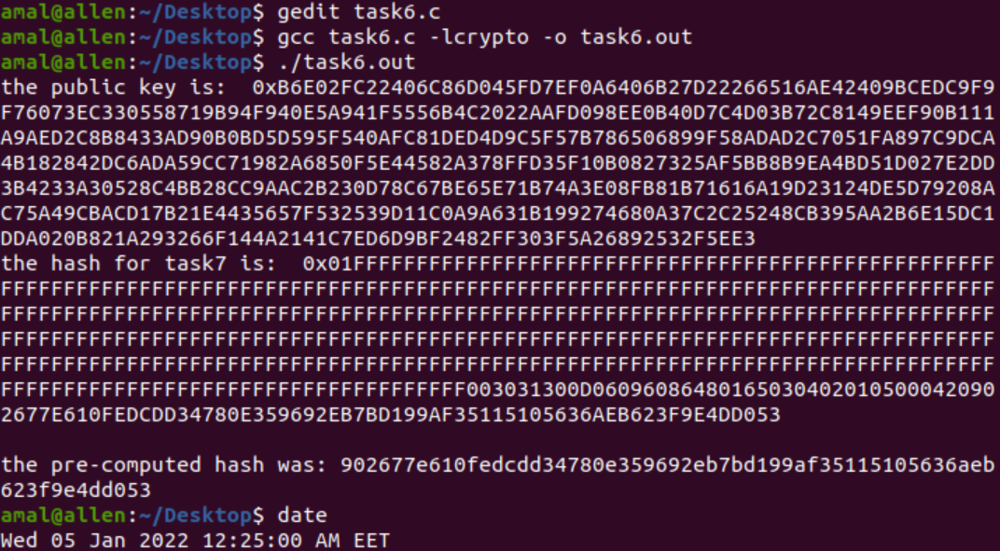 amal@allen:~/Desktop$ gedit task6.c
amal@allen:~/Desktop$ gcc task6.c -lcrypto -o task6.out
amal@allen:~/Desktop$ ./task6.out
the public key is:  0xB6E02FC22406C86D045FD7EF0A6406B27D22266516AE42409BCEDC9F9
F76073EC330558719B94F940E5A941F5556B4C2022AAFD098EE0B40D7C4D03B72C8149EEF90B111
A9AED2C8B8433AD90B0BD5D595F540AFC81DED4D9C5F57B786506899F58ADAD2C7051FA897C9DCA
4B182842DC6ADA59CC71982A6850F5E44582A378FFD35F10B0827325AF5BB8B9EA4BD51D027E2DD
3B4233A30528C4BB28CC9AAC2B230D78C67BE65E71B74A3E08FB81B71616A19D23124DE5D79208A
C75A49CBACD17B21E4435657F532539D11C0A9A631B199274680A37C2C25248CB395AA2B6E15DC1
DDA020B821A293266F144A2141C7ED6D9BF2482FF303F5A26892532F5EE3
the hash for task7 is:  0x01FFFFFFFFFFFFFFFFFFFFFFFFFFFFFFFFFFFFFFFFFFFFFFFFFFF
FFFFFFFFFFFFFFFFFFFFFFFFFFFFFFFFFFFFFFFFFFFFFFFFFFFFFFFFFFFFFFFFFFFFFFFFFFFFFFF
FFFFFFFFFFFFFFFFFFFFFFFFFFFFFFFFFFFFFFFFFFFFFFFFFFFFFFFFFFFFFFFFFFFFFFFFFFFFFFF
FFFFFFFFFFFFFFFFFFFFFFFFFFFFFFFFFFFFFFFFFFFFFFFFFFFFFFFFFFFFFFFFFFFFFFFFFFFFFFF
FFFFFFFFFFFFFFFFFFFFFFFFFFFFFFFFFFFFFFFFFFFFFFFFFFFFFFFFFFFFFFFFFFFFFFFFFFFFFFF
FFFFFFFFFFFFFFFFFFFFFFFFFFFFFFFFFFFFF003031300D06096086480165030402010500042090
2677E610FEDCDD34780E359692EB7BD199AF35115105636AEB623F9E4DD053
the pre-computed hash was: 902677e610fedcdd34780e359692eb7bd199af35115105636aeb
623f9e4dd053
amal@allen:~/Desktop$ date
Wed 05 Jan 2022 12:25:00 AM EET